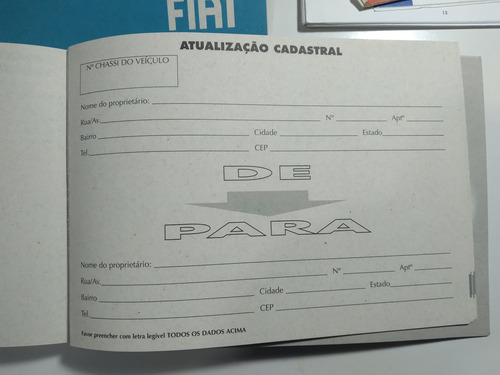 FIAT
12
ATUALIZAÇÃO CADASTRAL
Nº CHASSI DO VEÍÇULO
Nome do proprietário:
Rua/Av. Nº Aptº
Bairro Cidade Estado
Tel. CEP
DE
PARA
Nome do proprietário:
Rua/Av. Nº Aptº
Bairro Cidade Estado
Tel. CEP
Favor preencher com letra legível TODOS OS DADOS ACIMA